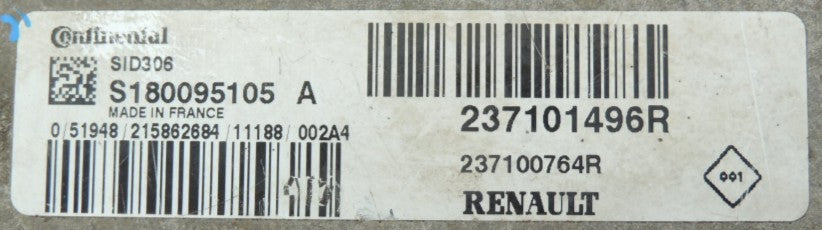 Continental
SID306
S180095105 A
MADE IN FRANCE
0/51948/215862684/11188/002A4
237101496R
237100764R
RENAULT
001